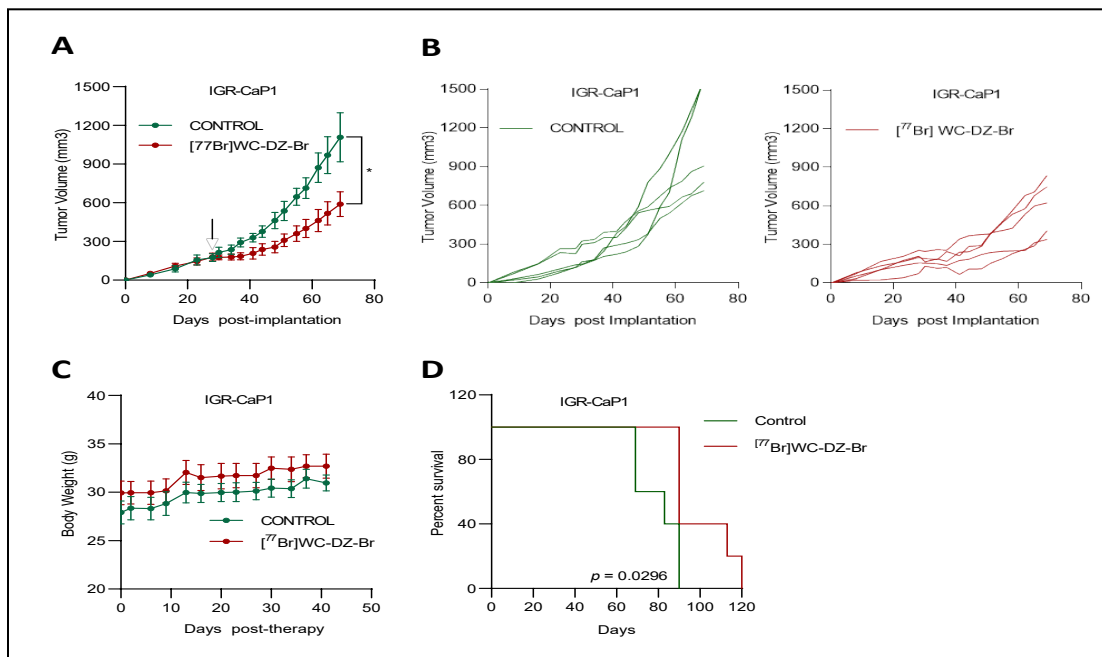 A
IGR-CaP1
CONTROL
[77Br]WC-DZ-Br
*
Tumor Volume (mm3)
1500
1200
900
600
300
0
0 20 40 60 80
Days post-implantation
B
IGR-CaP1
CONTROL
Tumor Volume (mm3)
1500
1200
900
600
300
0
0 20 40 60 80
Days post Implantation
IGR-CaP1
[77Br] WC-DZ-Br
Tumor Volume (mm3)
1500
1200
900
600
300
0
0 20 40 60 80
Days post Implantation
C
IGR-CaP1
CONTROL
[77Br]WC-DZ-Br
Body Weight (g)
40
35
30
25
20
0 10 20 30 40 50
Days post-therapy
D
IGR-CaP1
Control
[77Br]WC-DZ-Br
Percent survival
120
80
40
0
p = 0.0296
0 20 40 60 80 100 120
Days